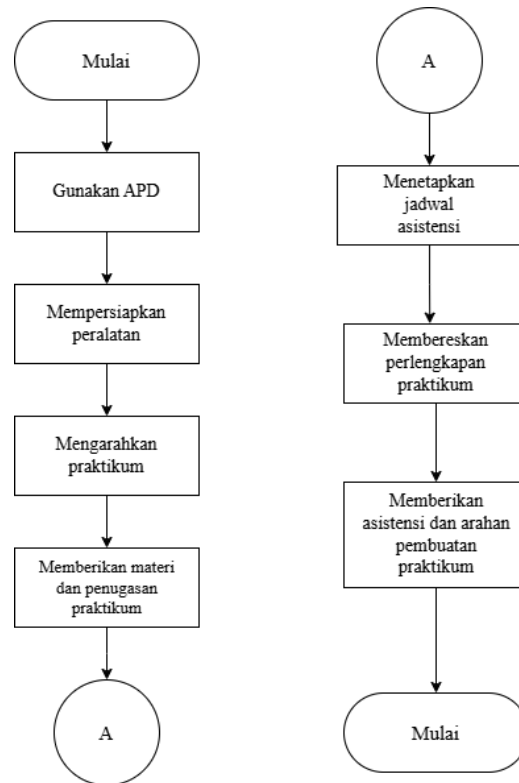 Mulai
Gunakan APD
Mempersiapkan
peralatan
Mengarahkan
praktikum
Memberikan materi
dan penugasan
praktikum
A
A
Menetapkan
jadwal
asistensi
Membereskan
perlengkapan
praktikum
Memberikan
asistensi dan arahan
pembuatan
praktikum
Mulai